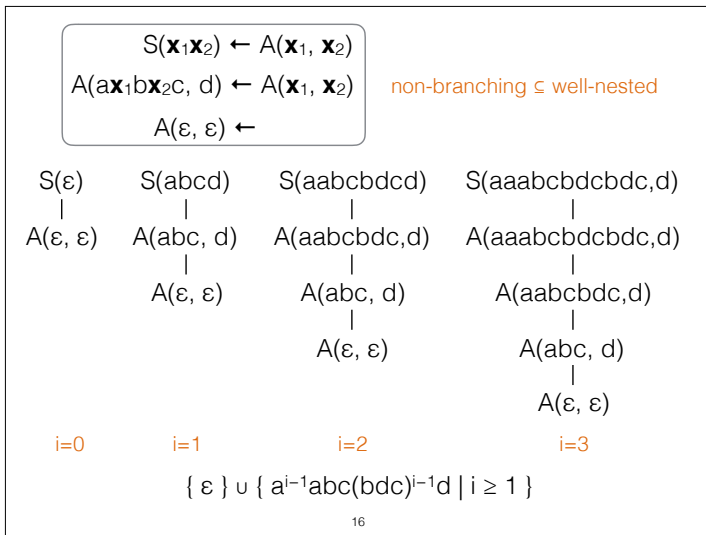 S(x₁x₂) ← A(x₁, x₂)
A(ax₁bx₂c, d) ← A(x₁, x₂)
A(ε, ε) ←
non-branching ⊆ well-nested
S(ε) S(abcd) S(aabcbdcd) S(aaabcbdcbdc,d)
A(ε, ε) A(abc, d) A(aabcbdc,d) A(aaabcbdcbdc,d)
A(ε, ε) A(abc, d) A(aabcbdc,d)
A(ε, ε) A(abc, d)
A(ε, ε)
i=0 i=1 i=2 i=3
{ ε } ∪ { aⁱ⁻¹abc(bdc)ⁱ⁻¹d | i ≥ 1 }
16